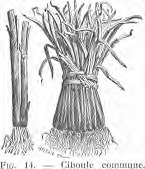 Fig. 14. — Ciboule commune.